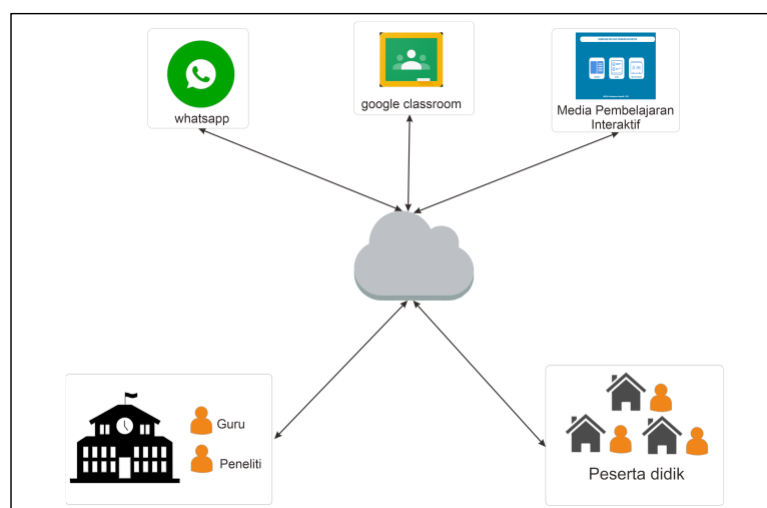 whatsapp
google classroom
Media Pembelajaran
Interaktif
Guru
Peneliti
Peserta didik